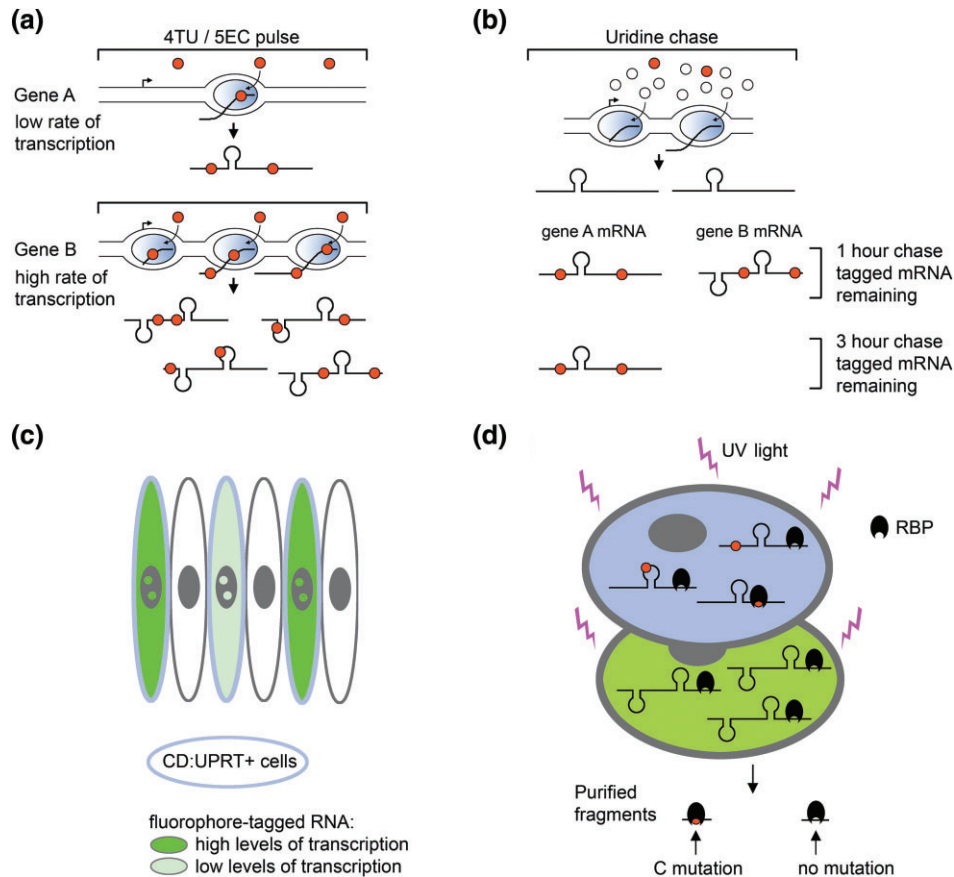 (a)
4TU / 5EC pulse
Gene A
low rate of
transcription
Gene B
high rate of
transcription
(b)
Uridine chase
gene A mRNA
gene B mRNA
1 hour chase
tagged mRNA
remaining
3 hour chase
tagged mRNA
remaining
(c)
CD:UPRT+ cells
fluorophore-tagged RNA:
high levels of transcription
low levels of transcription
(d)
UV light
RBP
Purified
fragments
C mutation
no mutation